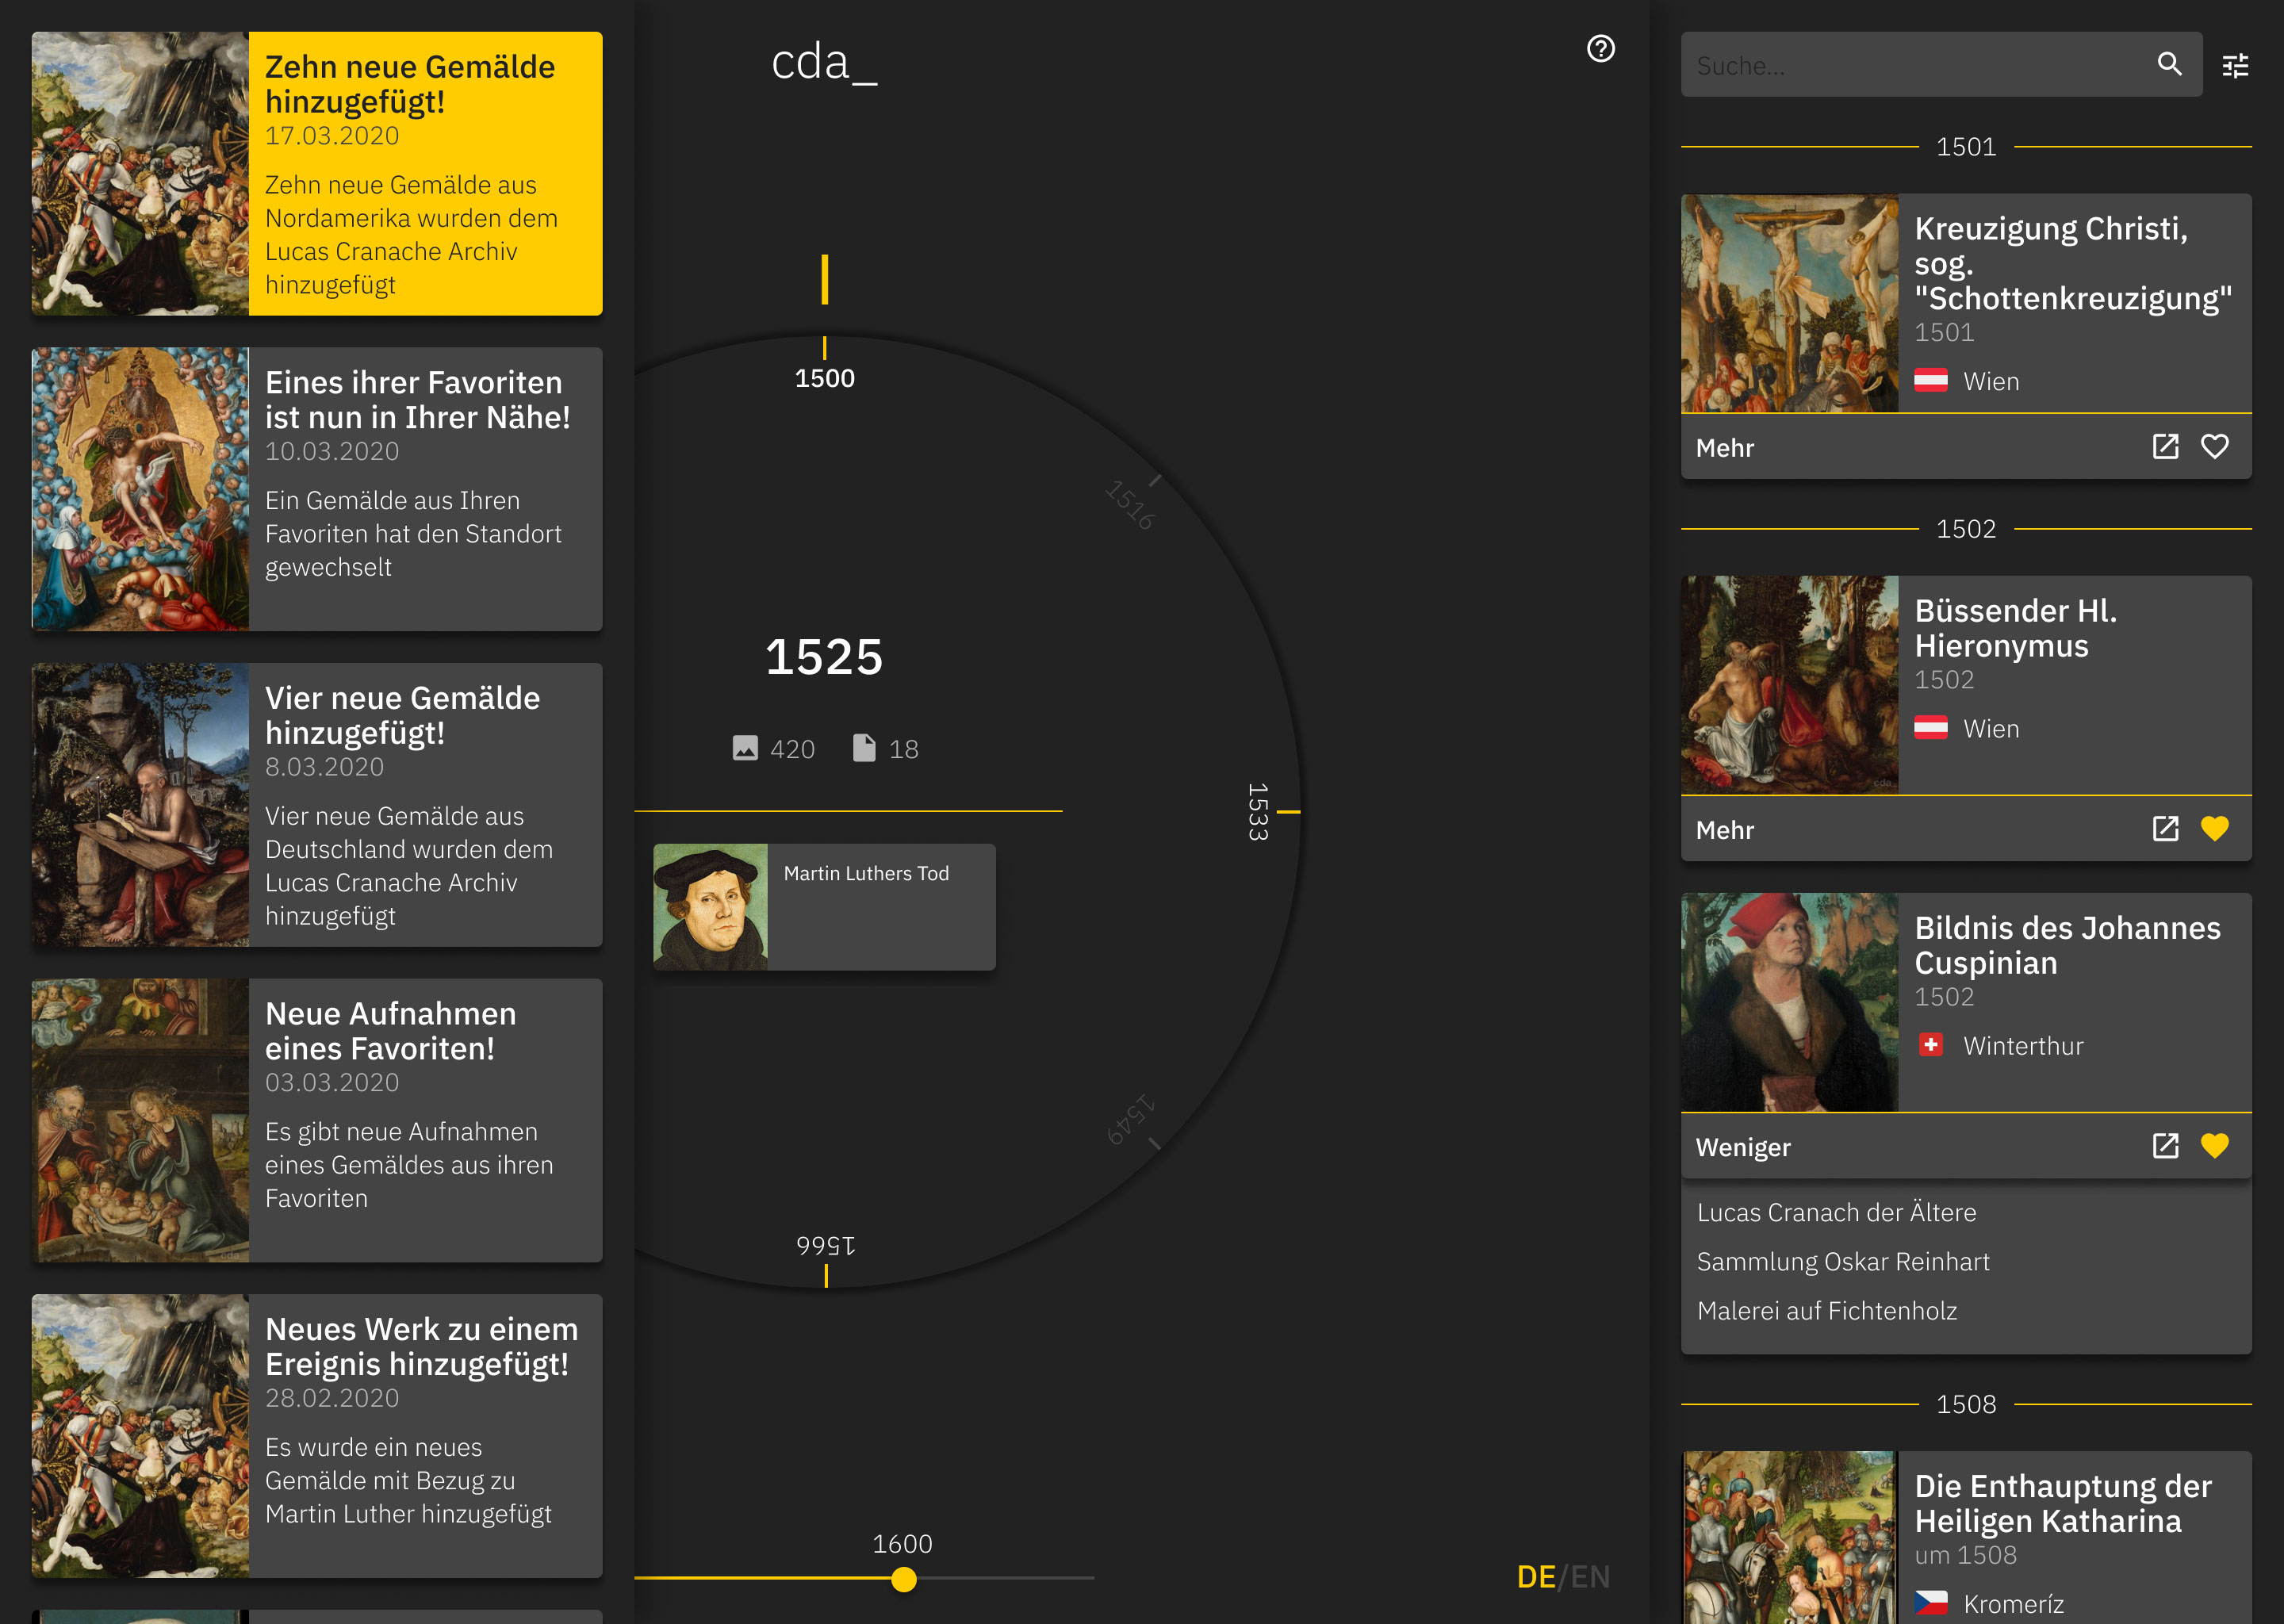 Zehn neue Gemälde
hinzugefügt!
17.03.2020
Zehn neue Gemälde aus
Nordamerika wurden dem
Lucas Cranache Archiv
hinzugefügt
Eines ihrer Favoriten
ist nun in Ihrer Nähe!
10.03.2020
Ein Gemälde aus Ihren
Favoriten hat den Standort
gewechselt
Vier neue Gemälde
hinzugefügt!
8.03.2020
Vier neue Gemälde aus
Deutschland wurden dem
Lucas Cranache Archiv
hinzugefügt
Neue Aufnahmen
eines Favoriten!
03.03.2020
Es gibt neue Aufnahmen
eines Gemäldes aus ihren
Favoriten
cda
Neues Werk zu einem
Ereignis hinzugefügt!
28.02.2020
Es wurde ein neues
Gemälde mit Bezug zu
Martin Luther hinzugefügt
cda_
1500
1516
1525
420 18
1533
Martin Luthers Tod
1549
1566
1600
DE/EN
Suche...
1501
Kreuzigung Christi,
sog.
"Schottenkreuzigung"
1501
Wien
Mehr
1502
Büssender Hl.
Hieronymus
1502
Wien
cda
Mehr
Bildnis des Johannes
Cuspinian
1502
Winterthur
Weniger
Lucas Cranach der Ältere
Sammlung Oskar Reinhart
Malerei auf Fichtenholz
1508
Die Enthauptung der
Heiligen Katharina
um 1508
Kromeríz